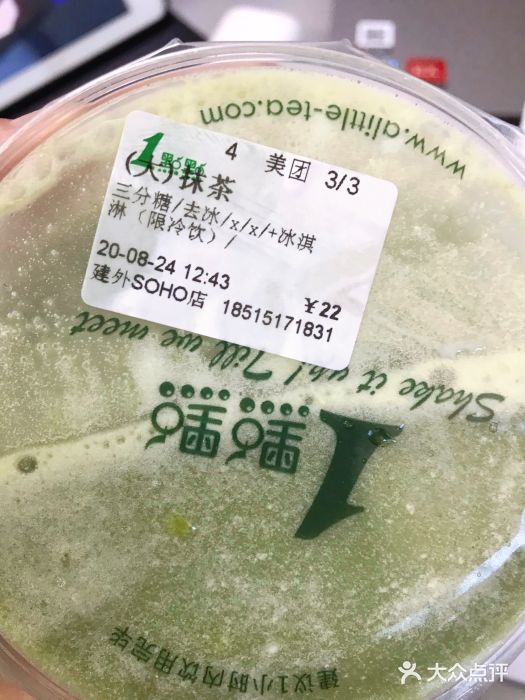 www.alittle-tea.com
1點點 4 美团 3/3
(大)抹茶
三分糖/去冰/x/x/+冰淇
淋（限冷饮）/
20-08-24 12:43 ¥22
建外SOHO店 18515171831
Shake it up! Till we meet
1點點
建议1小时内饮用完毕
大众点评